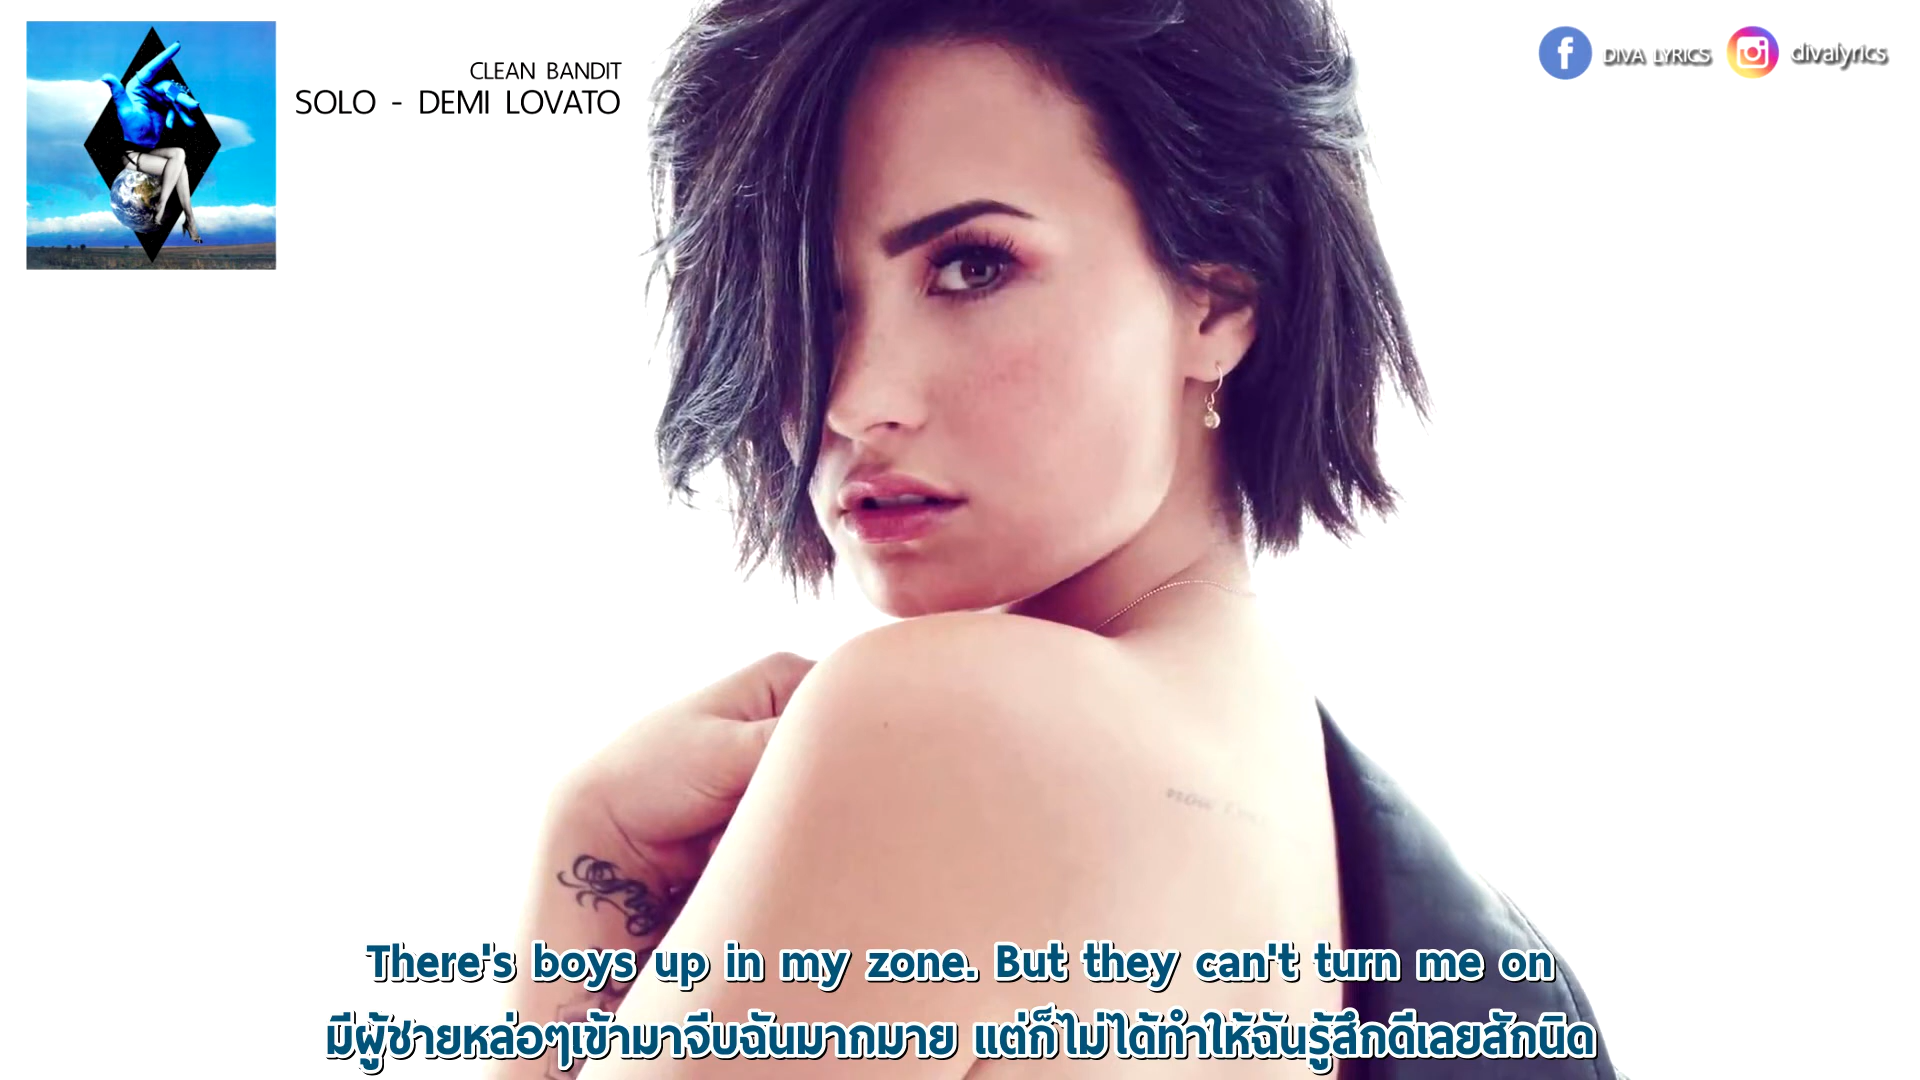 CLEAN BANDIT
SOLO - DEMI LOVATO
DIVA LYRICS
divalyrics
There's boys up in my zone. But they can't turn me on
มีผู้ชายหล่อๆเข้ามาจีบฉันมากมาย แต่ก็ไม่ได้ทำให้ฉันรู้สึกดีเลยสักนิด